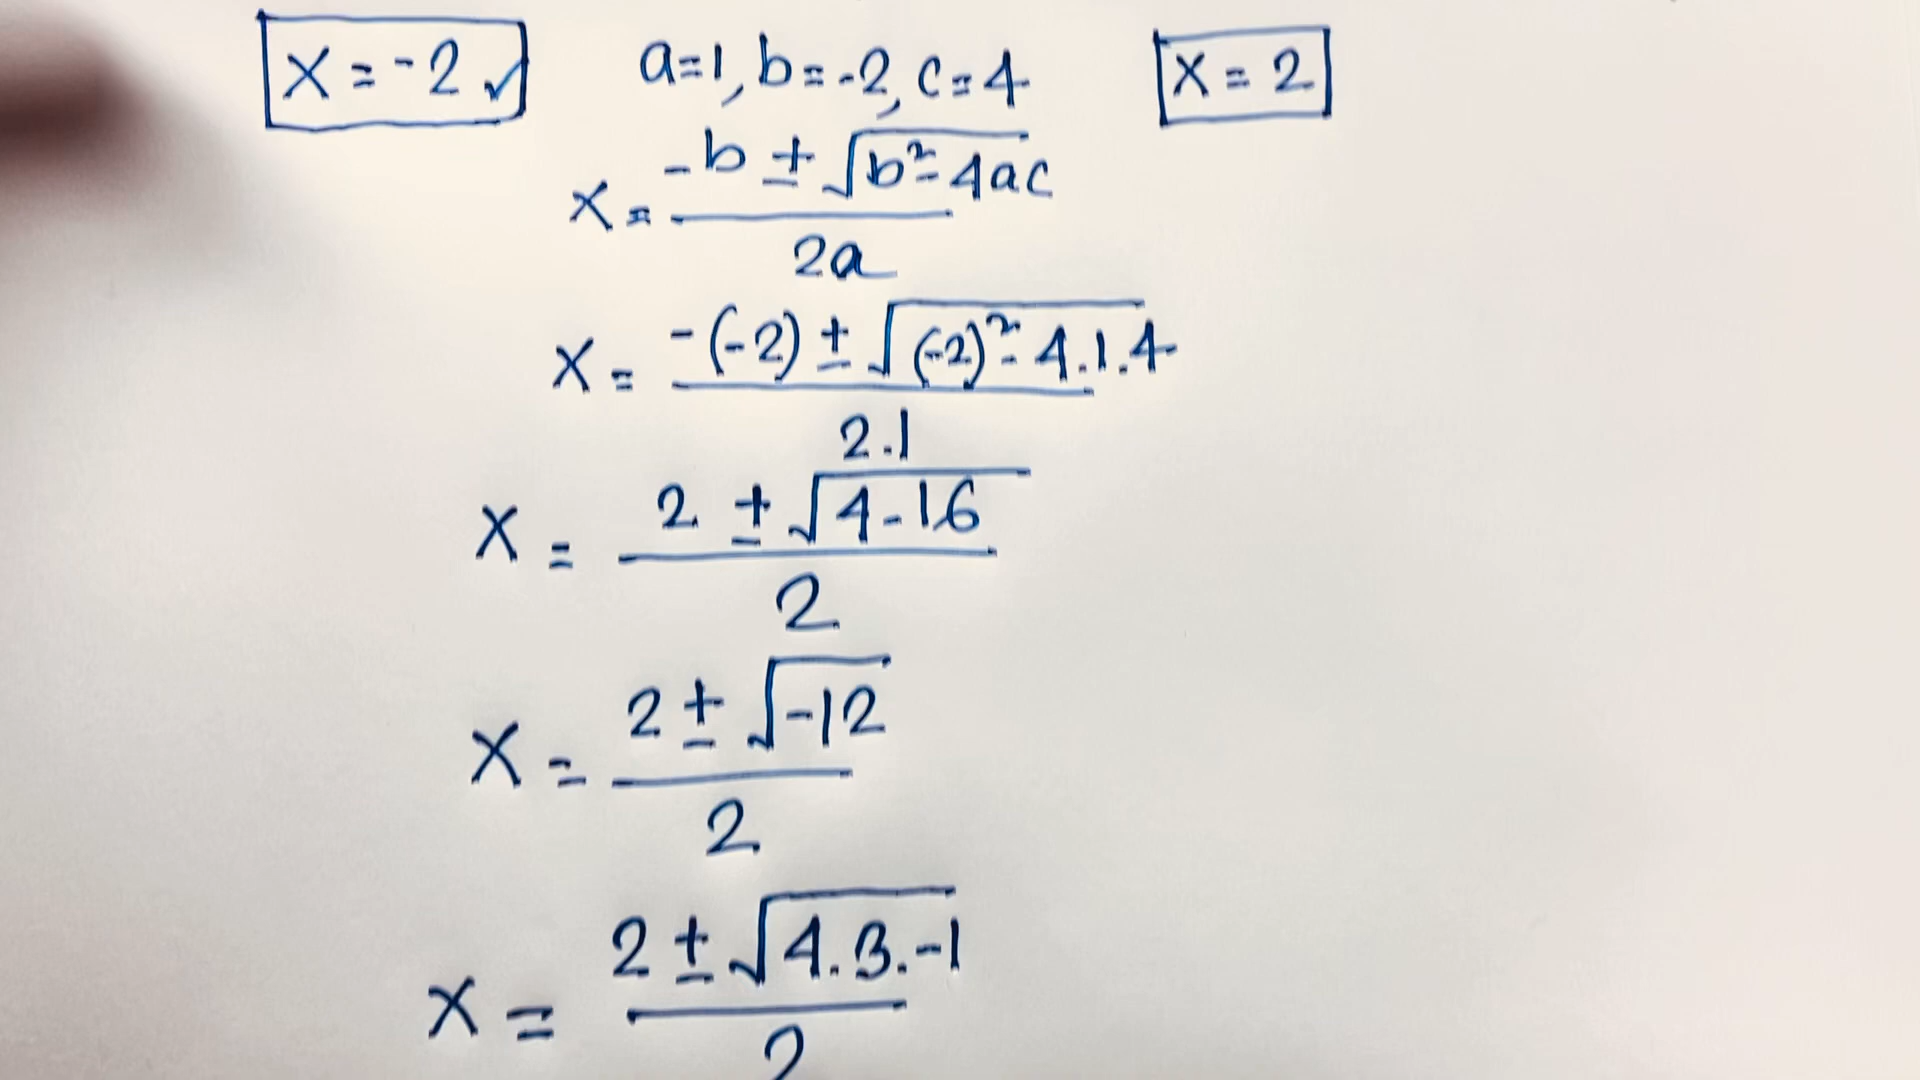 x = -2 ✓ a=1, b=-2, c=4 x = 2
x = (-b ± √(b² - 4ac)) / 2a
x = (-(-2) ± √((-2)² - 4.1.4)) / 2.1
x = (2 ± √(4-16)) / 2
x = (2 ± √(-12)) / 2
x = (2 ± √(4.3.-1)) / 2